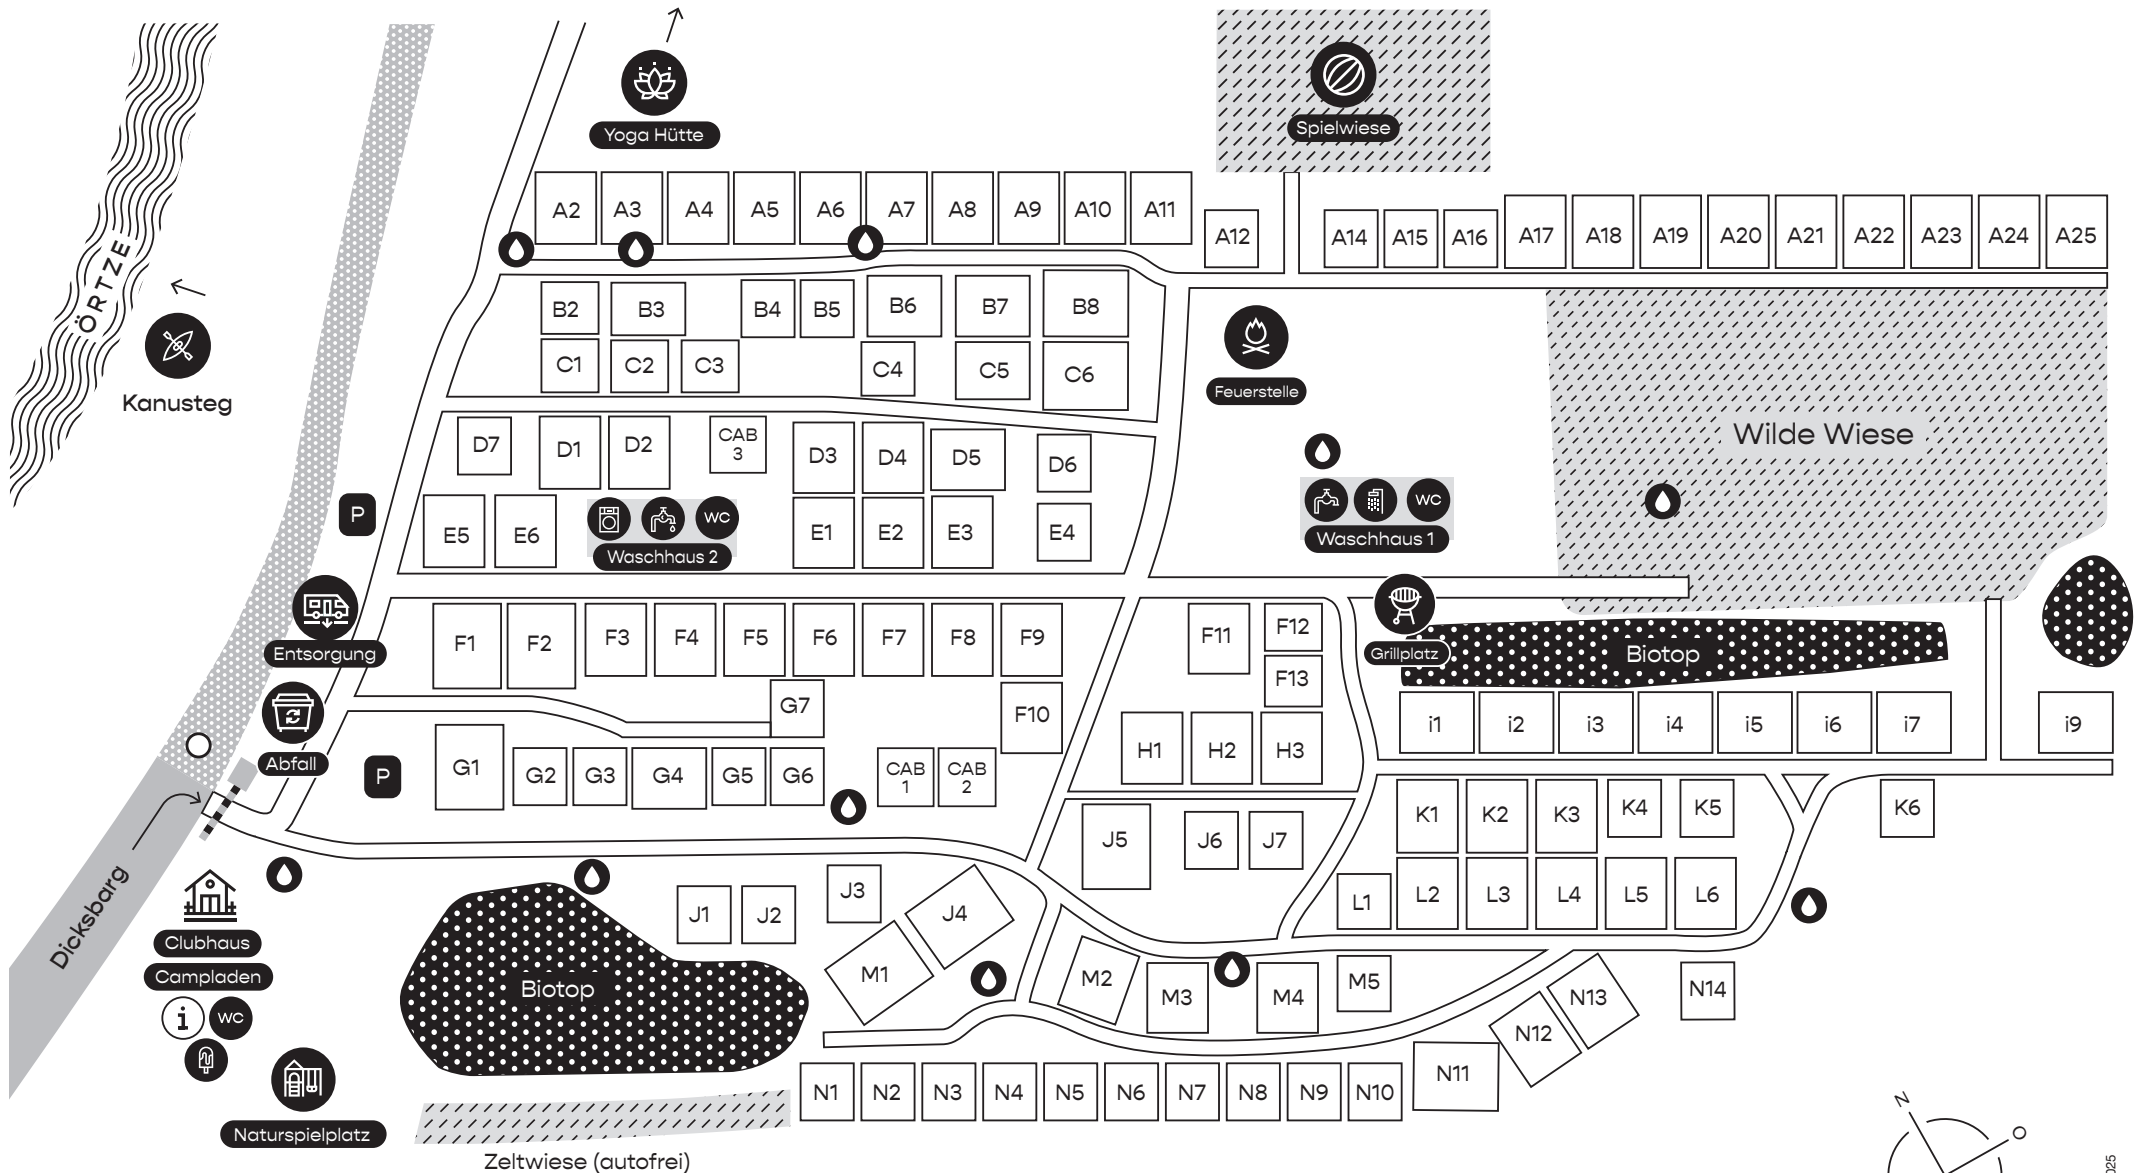 Yoga Hütte
Spielwiese
A2 A3 A4 A5 A6 A7 A8 A9 A10 A11
A12 A14 A15 A16 A17 A18 A19 A20 A21 A22 A23 A24 A25
ÖRTZE
Kanusteg
B2 B3 B4 B5 B6 B7 B8
C1 C2 C3 C4 C5 C6
Feuerstelle
Wilde Wiese
D7 D1 D2
CAB
3
D3 D4 D5 D6
P
E5 E6
WC
Waschhaus 2
E1 E2 E3 E4
WC
Waschhaus 1
Entsorgung
F1 F2 F3 F4 F5 F6 F7 F8 F9
F10
F11 F12
F13
Grillplatz
Biotop
Abfall
P
G7
G1 G2 G3 G4 G5 G6
CAB
1
CAB
2
H1 H2 H3
i1 i2 i3 i4 i5 i6 i7 i9
J5 J6 J7
K1 K2 K3 K4 K5 K6
L1 L2 L3 L4 L5 L6
Dicksbarg
Clubhaus
Campladen
i WC
Naturspielplatz
Biotop
J1 J2 J3 J4
M1 M2 M3 M4 M5
N1 N2 N3 N4 N5 N6 N7 N8 N9 N10 N11 N12 N13 N14
Zeltwiese (autofrei)
N
O